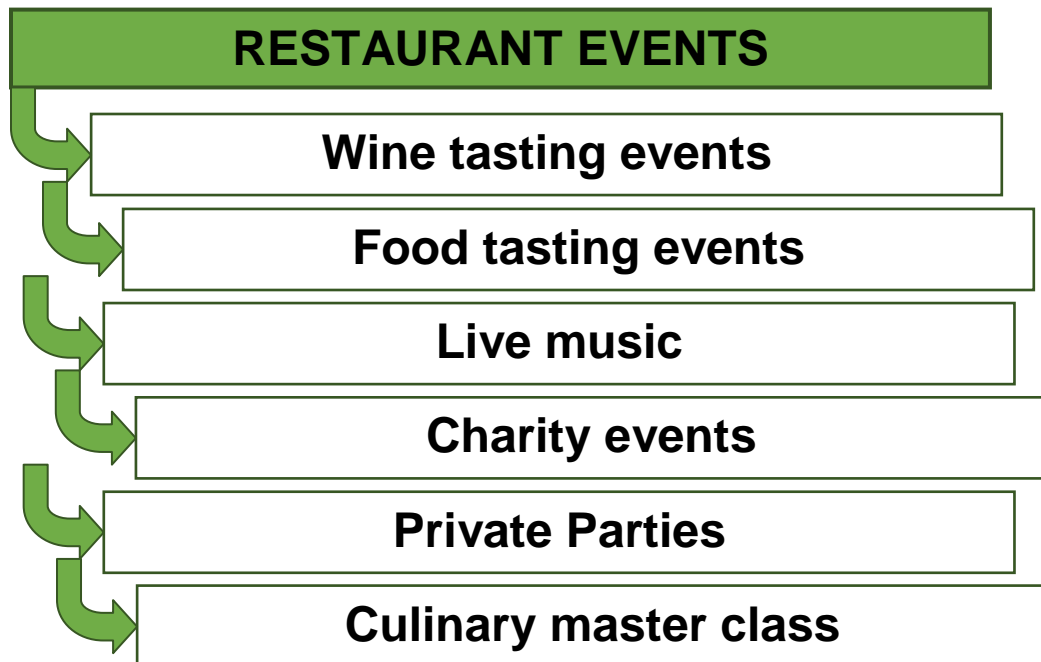 RESTAURANT EVENTS
Wine tasting events
Food tasting events
Live music
Charity events
Private Parties
Culinary master class